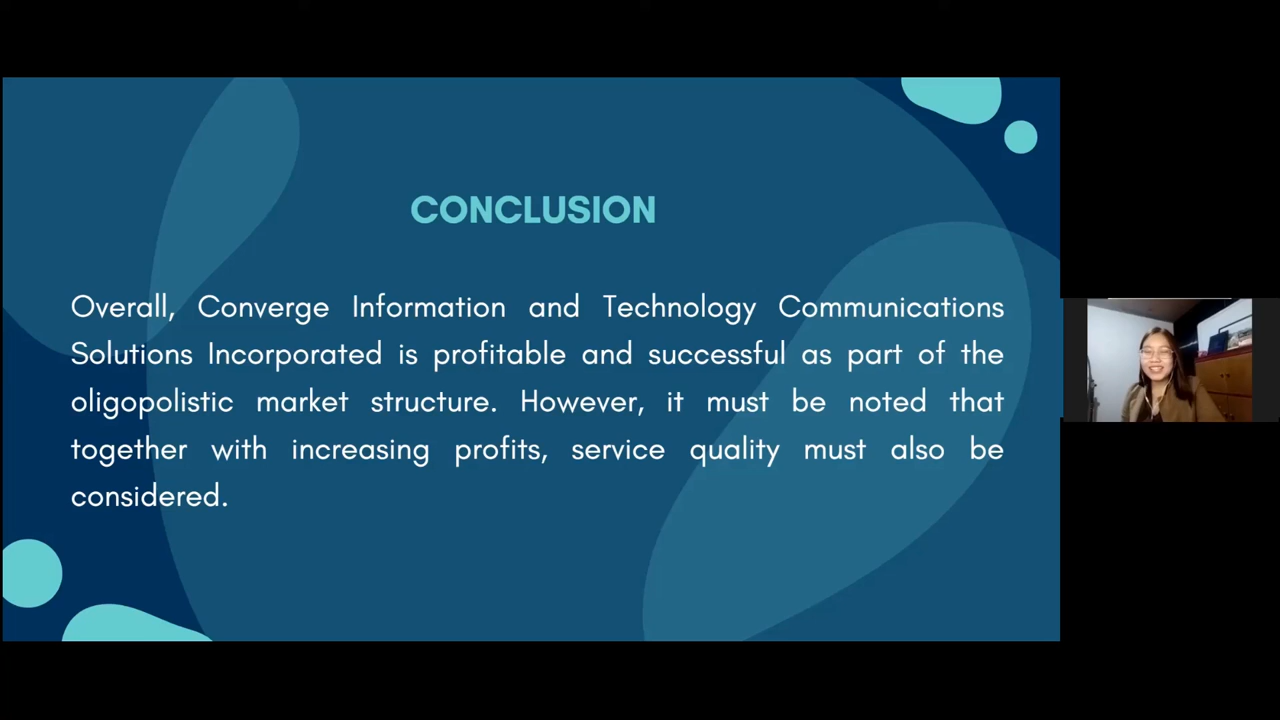 CONCLUSION
Overall, Converge Information and Technology Communications
Solutions Incorporated is profitable and successful as part of the
oligopolistic market structure. However, it must be noted that
together with increasing profits, service quality must also be
considered.